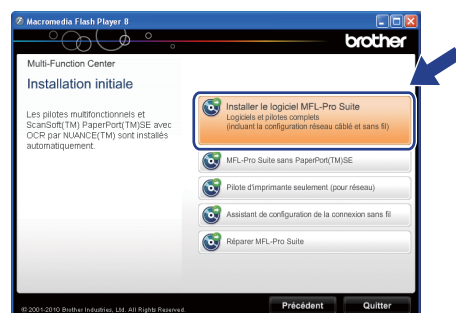 Macromedia Flash Player 8
brother
Multi-Function Center
Installation initiale
Les pilotes multifonctionnels et
ScanSoft(TM) PaperPort(TM)SE avec
OCR par NUANCE(TM) sont installés
automatiquement.
Installer le logiciel MFL-Pro Suite
Logiciels et pilotes complets
(incluant la configuration réseau câblé et sans fil)
MFL-Pro Suite sans PaperPort(TM)SE
Pilote d'imprimante seulement (pour réseau)
Assistant de configuration de la connexion sans fil
Réparer MFL-Pro Suite
© 2001-2010 Brother Industries, Ltd. All Rights Reserved.
Précédent
Quitter